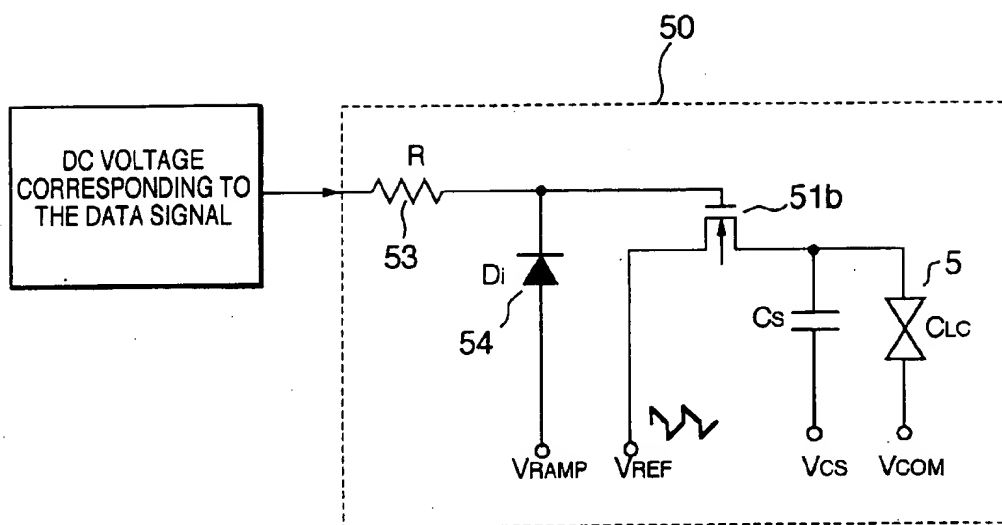 50
DC VOLTAGE
CORRESPONDING TO
THE DATA SIGNAL
R
53
51b
Di
54
5
Cs
CLC
VRAMP
VREF
VCS
VCOM